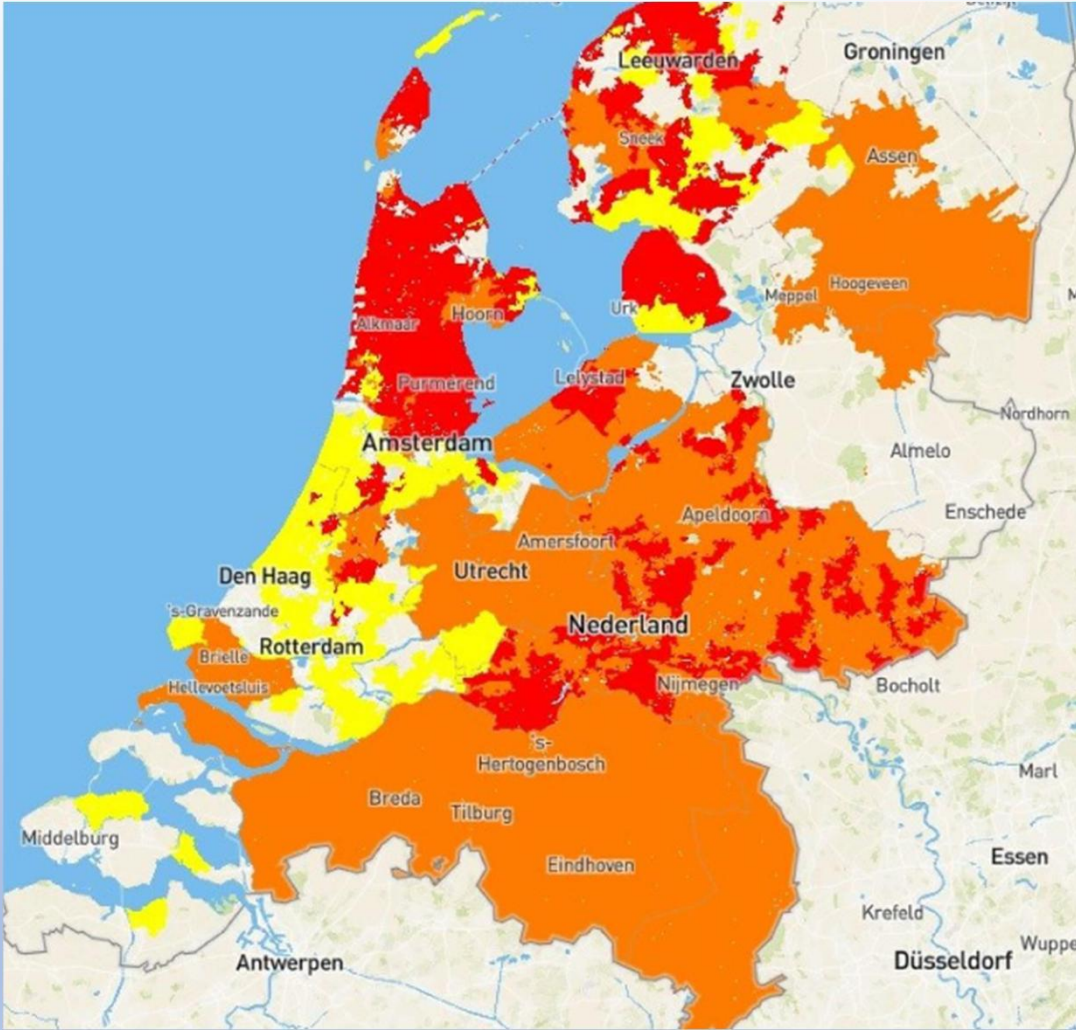 Groningen
Leeuwarden
Sneek
Assen
Hoogeveen
Meppel
Urk
Hoorn
Alkmaar
Purmerend
Lelystad
Zwolle
Nordhorn
Amsterdam
Almelo
Enschede
Apeldoorn
Amersfoort
Utrecht
Den Haag
's-Gravenzande
Nederland
Rotterdam
Brielle
Hellevoetsluis
Nijmegen
Bocholt
's-
Hertogenbosch
Marl
Breda
Tilburg
Middelburg
Eindhoven
Essen
Krefeld
Wuppe
Düsseldorf
Antwerpen